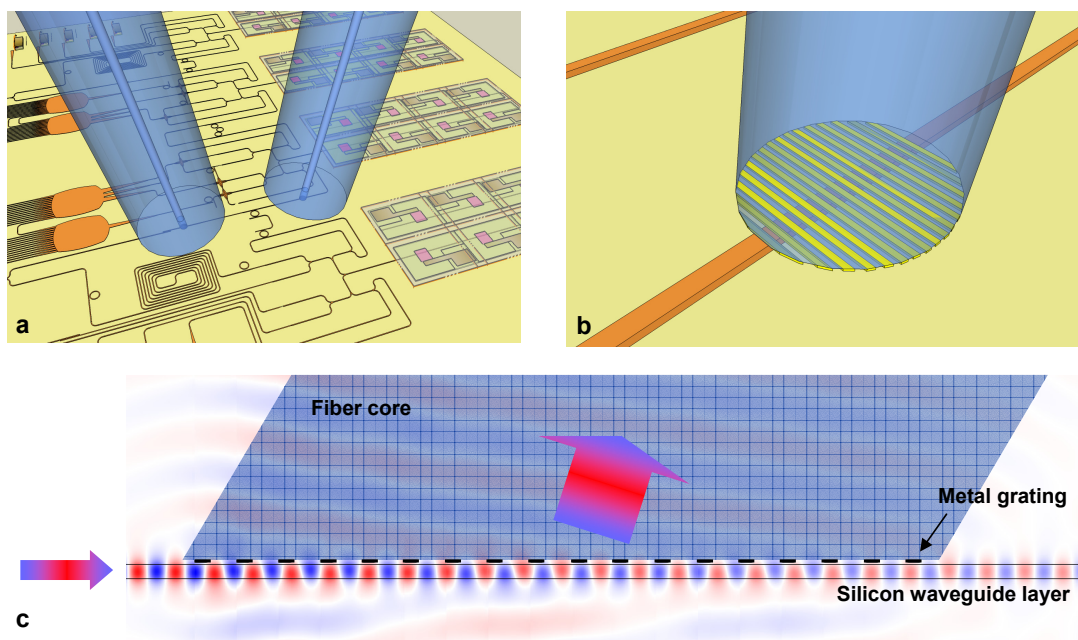 a
b
Fiber core
Metal grating
Silicon waveguide layer
c